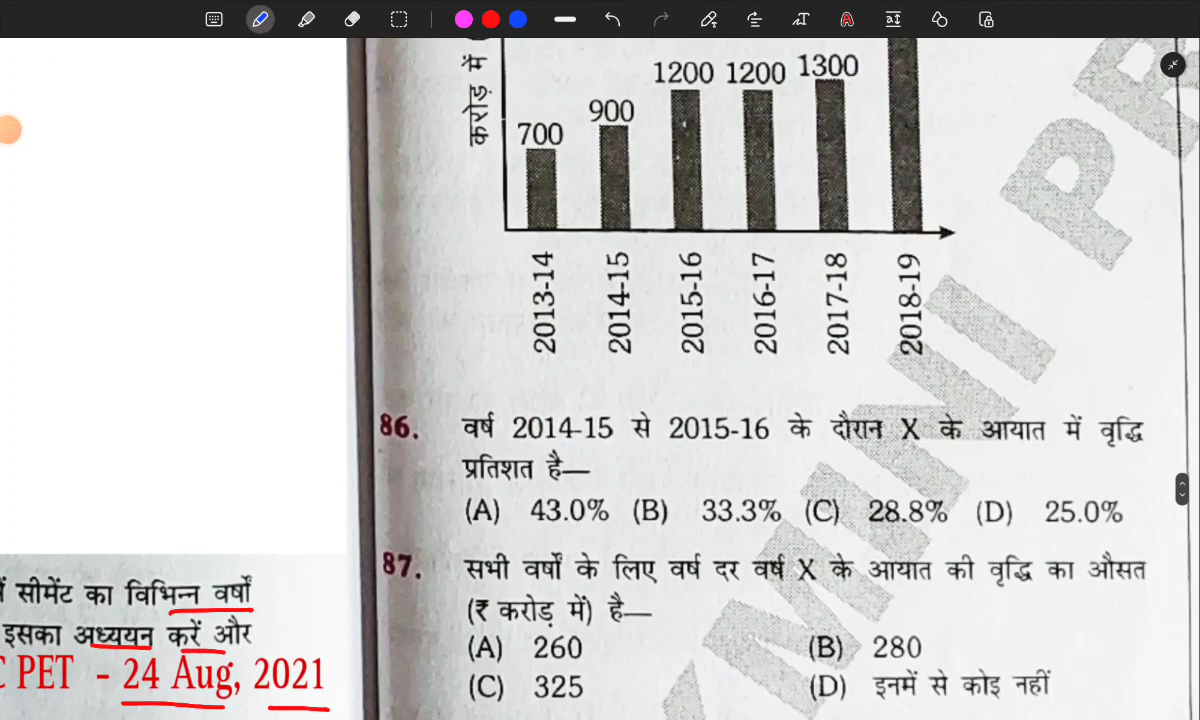 करोड़ में
700
900
1200
1200
1300
2013-14
2014-15
2015-16
2016-17
2017-18
2018-19
86. वर्ष 2014-15 से 2015-16 के दौरान X के आयात में वृद्धि
प्रतिशत है—
(A) 43.0% (B) 33.3% (C) 28.8% (D) 25.0%
87. सभी वर्षों के लिए वर्ष दर वर्ष X के आयात की वृद्धि का औसत
(₹ करोड़ में) है—
(A) 260 (B) 280
(C) 325 (D) इनमें से कोइ नहीं
सीमेंट का विभिन्न वर्षों
इसका अध्ययन करें और
PET - 24 Aug, 2021